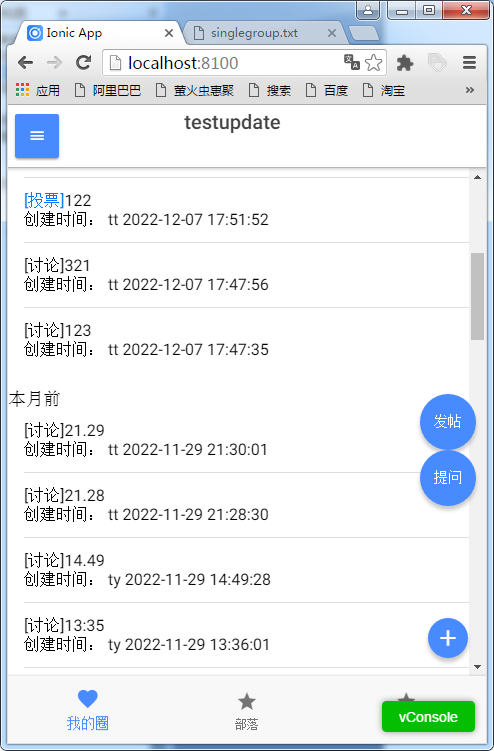 Ionic App
singlegroup.txt
localhost:8100
应用 阿里巴巴 萤火虫惠聚 搜索 百度 淘宝 »
testupdate
[投票]122
创建时间： tt 2022-12-07 17:51:52
[讨论]321
创建时间： tt 2022-12-07 17:47:56
[讨论]123
创建时间： tt 2022-12-07 17:47:35
本月前
[讨论]21.29
创建时间： tt 2022-11-29 21:30:01
发帖
[讨论]21.28
创建时间： tt 2022-11-29 21:28:30
提问
[讨论]14.49
创建时间： ty 2022-11-29 14:49:28
[讨论]13:35
创建时间： ty 2022-11-29 13:36:01
+
我的圈
部落
vConsole